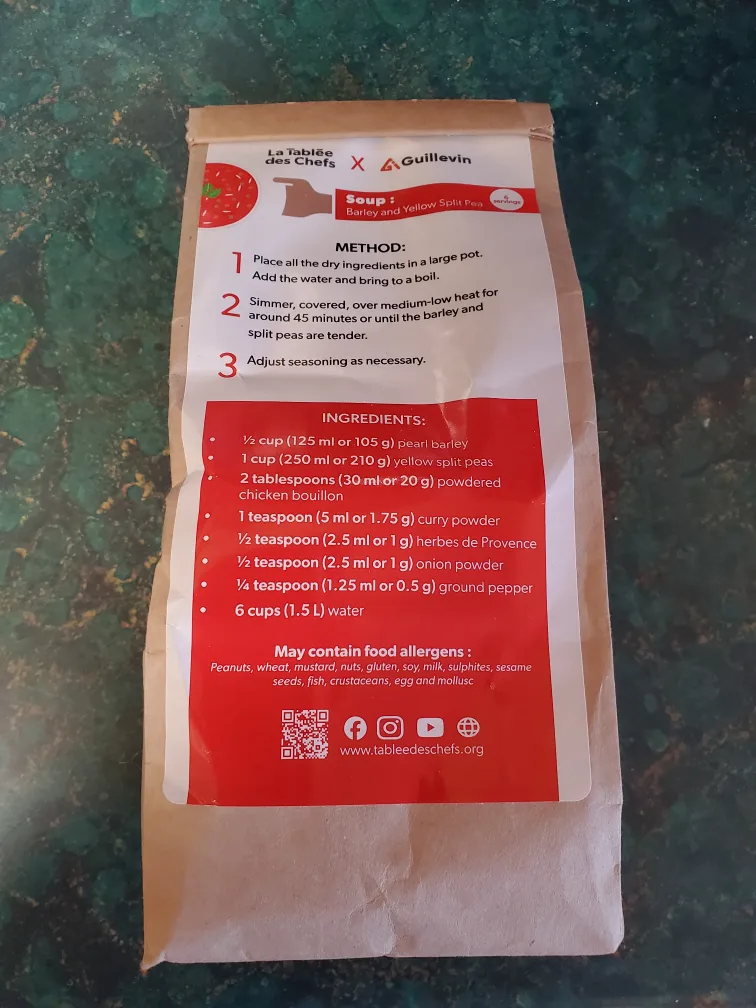 La Tablée
des Chefs X Guillevin
Soup :
Barley and Yellow Split Pea
6
servings
METHOD:
1 Place all the dry ingredients in a large pot.
Add the water and bring to a boil.
2 Simmer, covered, over medium-low heat for
around 45 minutes or until the barley and
split peas are tender.
3 Adjust seasoning as necessary.
INGREDIENTS:
• ½ cup (125 ml or 105 g) pearl barley
• 1 cup (250 ml or 210 g) yellow split peas
• 2 tablespoons (30 ml or 20 g) powdered
chicken bouillon
• 1 teaspoon (5 ml or 1.75 g) curry powder
• ½ teaspoon (2.5 ml or 1 g) herbes de Provence
• ½ teaspoon (2.5 ml or 1 g) onion powder
• ¼ teaspoon (1.25 ml or 0.5 g) ground pepper
• 6 cups (1.5 L) water
May contain food allergens :
Peanuts, wheat, mustard, nuts, gluten, soy, milk, sulphites, sesame
seeds, fish, crustaceans, egg and mollusc
www.tableedeschefs.org